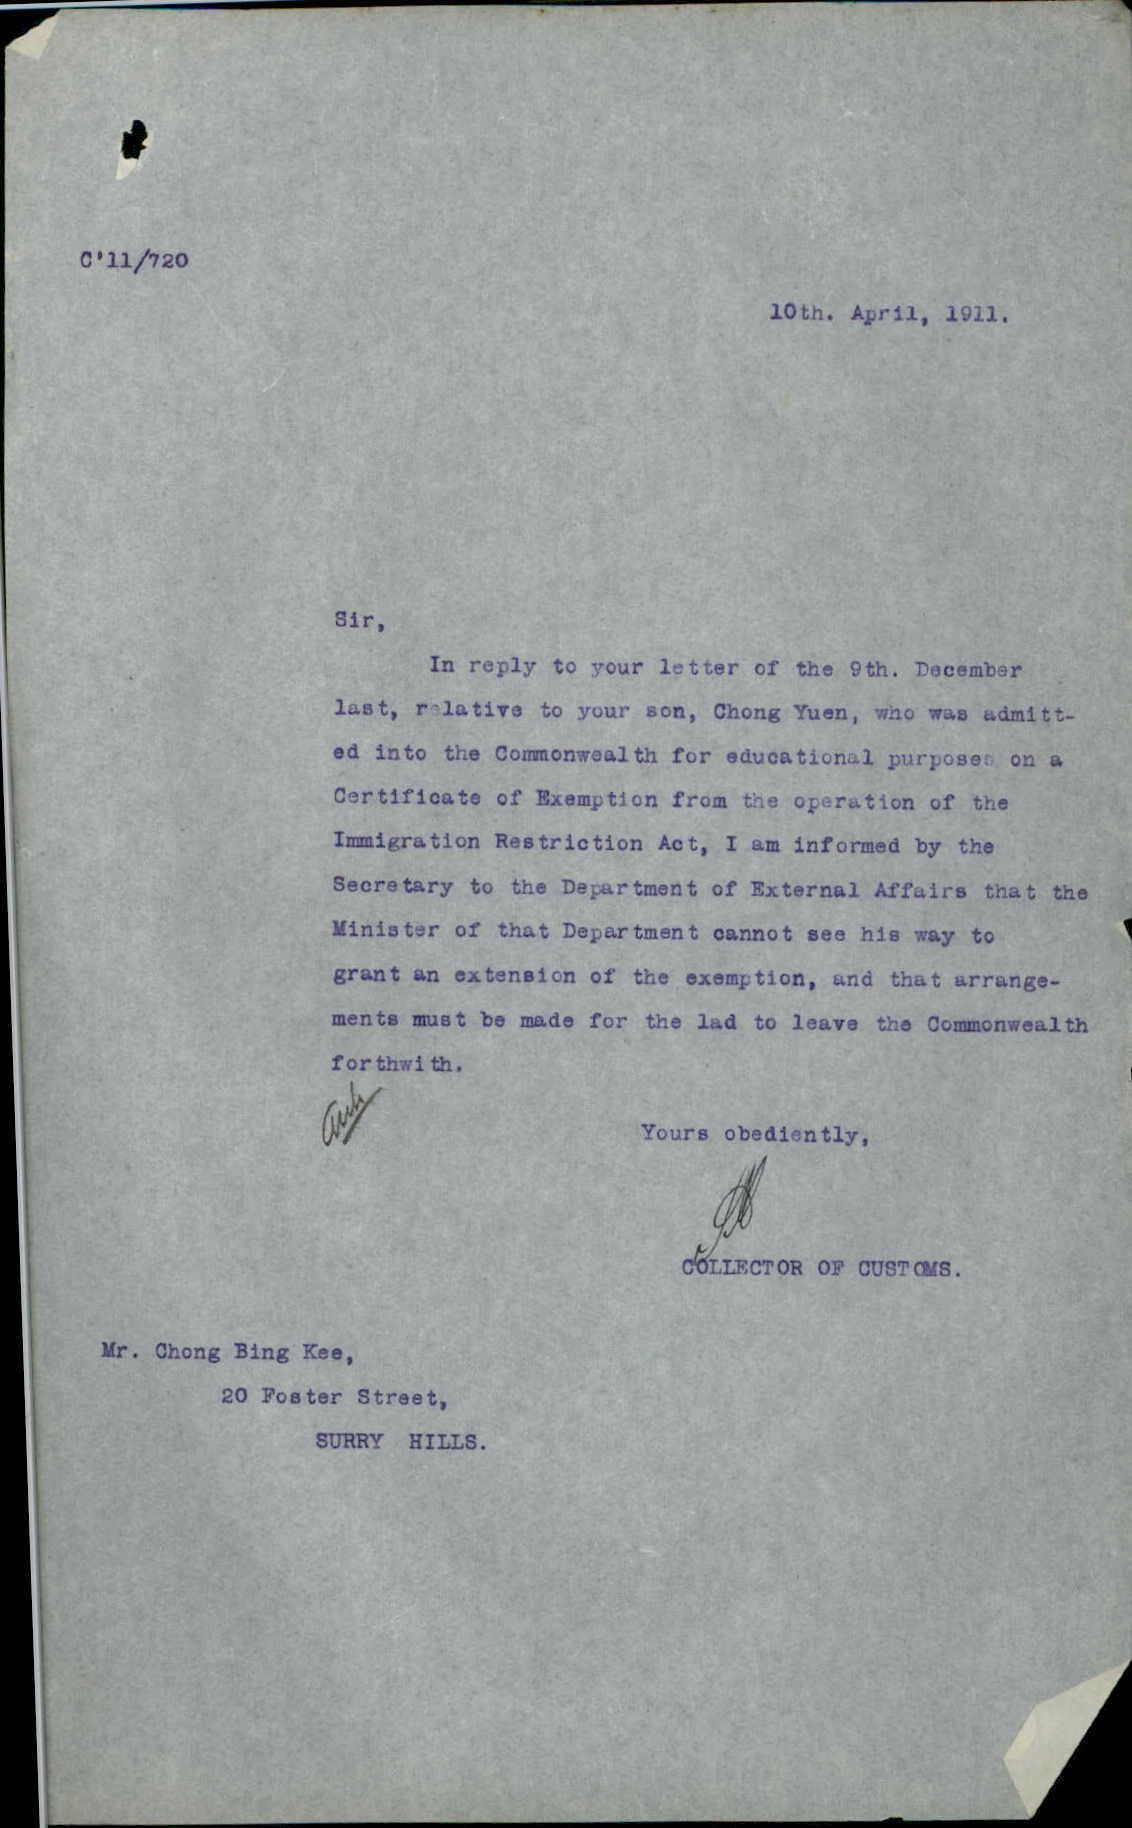 C'11/720
10th. April, 1911.
Sir,
In reply to your letter of the 9th. December
last, relative to your son, Chong Yuen, who was admitt-
ed into the Commonwealth for educational purposes on a
Certificate of Exemption from the operation of the
Immigration Restriction Act, I am informed by the
Secretary to the Department of External Affairs that the
Minister of that Department cannot see his way to
grant an extension of the exemption, and that arrange-
ments must be made for the lad to leave the Commonwealth
forthwith.
Yours obediently,
COLLECTOR OF CUSTOMS.
Mr. Chong Bing Kee,
20 Foster Street,
SURRY HILLS.